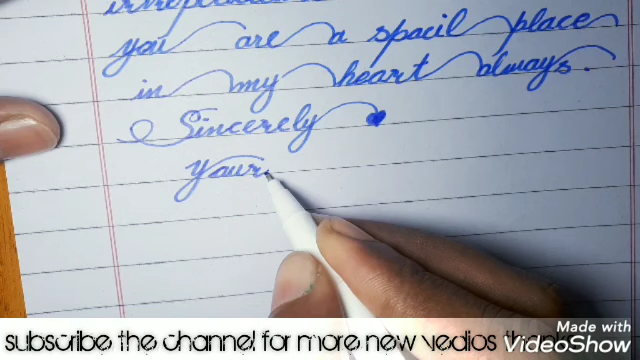 you are a spacil place
in my heart always.
Sincerely
Your
subscribe the channel for more new vedios
Made with
VideoShow